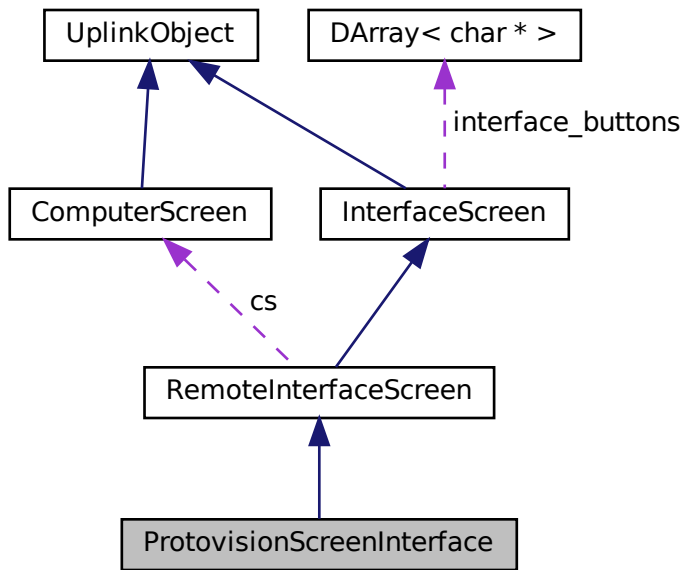 UplinkObject
DArray< char * >
interface_buttons
ComputerScreen
InterfaceScreen
cs
RemoteInterfaceScreen
ProtovisionScreenInterface